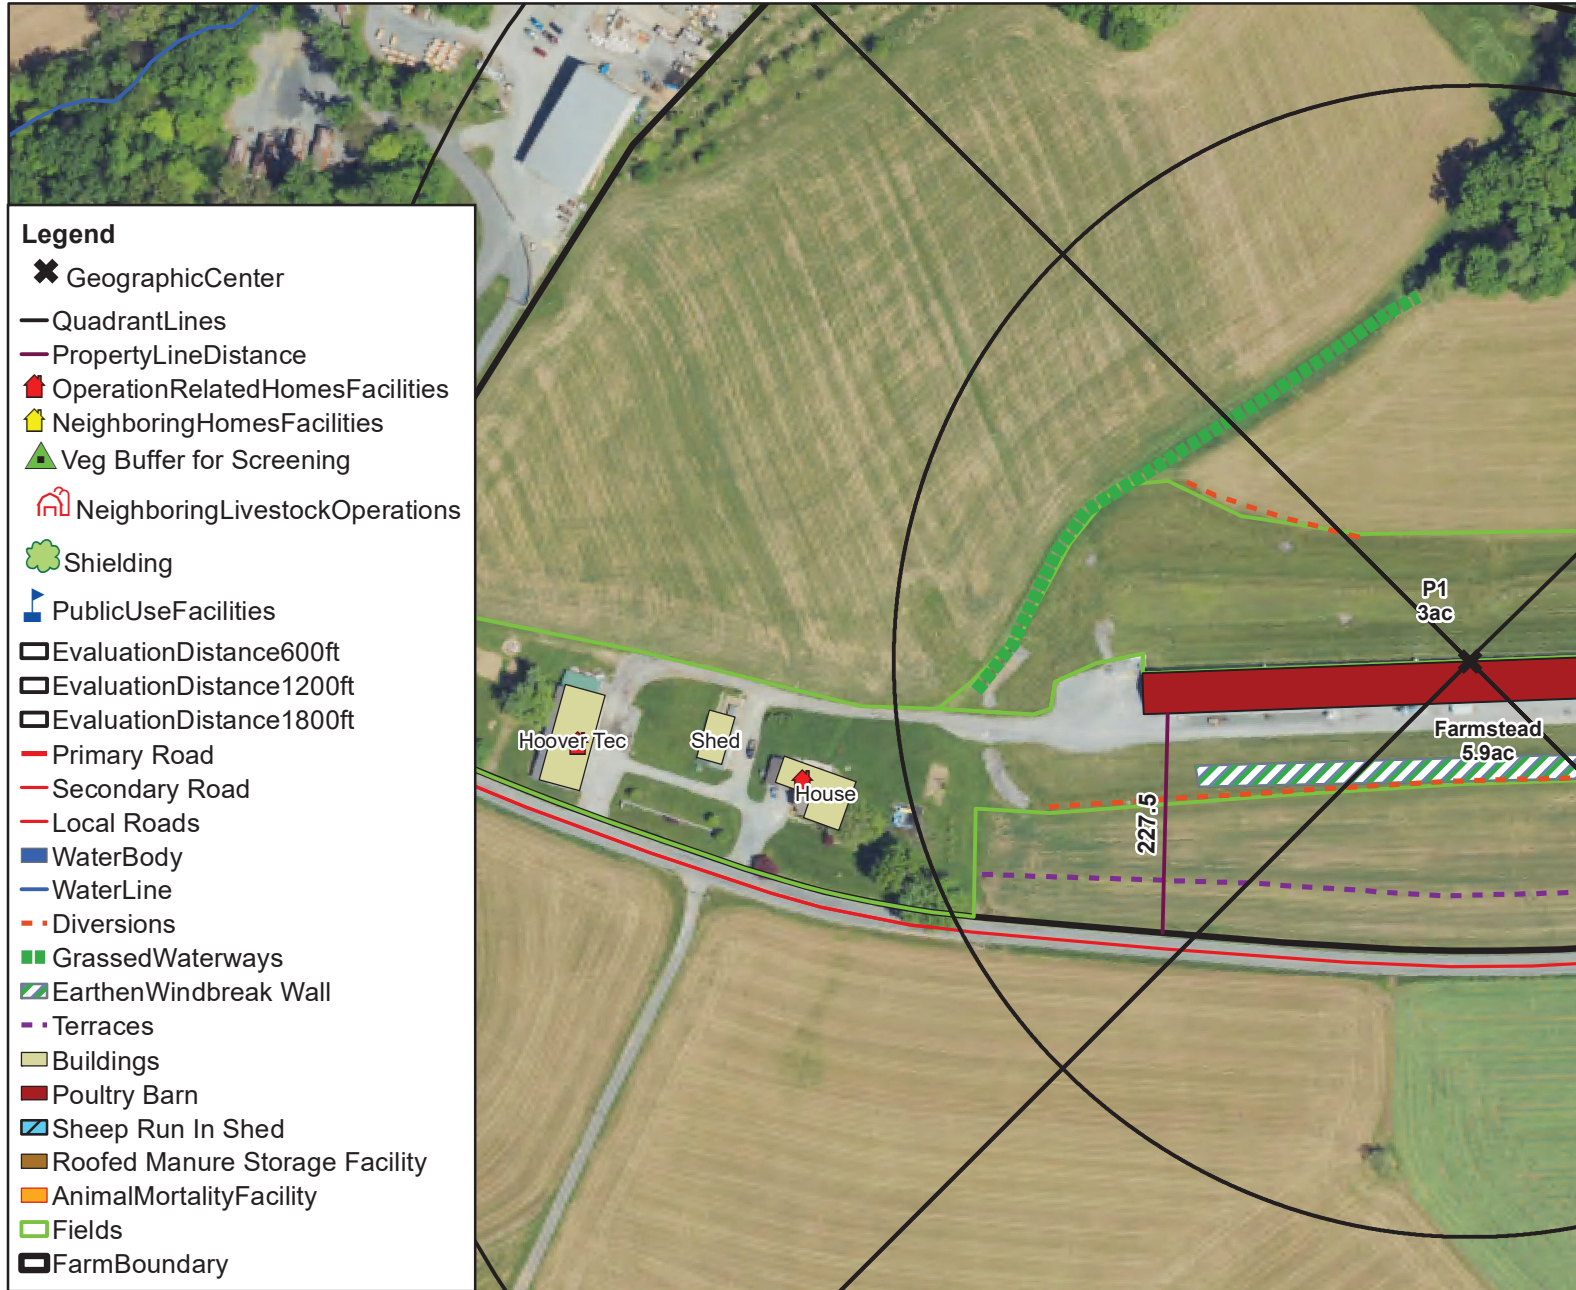 Legend
GeographicCenter
QuadrantLines
PropertyLineDistance
OperationRelatedHomesFacilities
NeighboringHomesFacilities
Veg Buffer for Screening
NeighboringLivestockOperations
Shielding
PublicUseFacilities
EvaluationDistance600ft
EvaluationDistance1200ft
EvaluationDistance1800ft
Primary Road
Secondary Road
Local Roads
WaterBody
WaterLine
Diversions
GrassedWaterways
EarthenWindbreak Wall
Terraces
Buildings
Poultry Barn
Sheep Run In Shed
Roofed Manure Storage Facility
AnimalMortalityFacility
Fields
FarmBoundary
P1
3ac
Hoover Tec
Shed
House
Farmstead
5.9ac
227.5